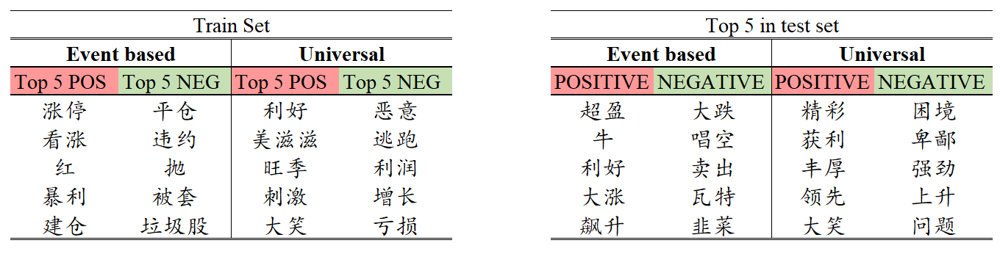 Train Set
Event based Universal
Top 5 POS Top 5 NEG Top 5 POS Top 5 NEG
涨停 平仓 利好 恶意
看涨 违约 美滋滋 逃跑
红 抛 旺季 利润
暴利 被套 刺激 增长
建仓 垃圾股 大笑 亏损
Top 5 in test set
Event based Universal
POSITIVE NEGATIVE POSITIVE NEGATIVE
超盈 大跌 精彩 困境
牛 唱空 获利 卑鄙
利好 卖出 丰厚 强劲
大涨 瓦特 领先 上升
飙升 韭菜 大笑 问题